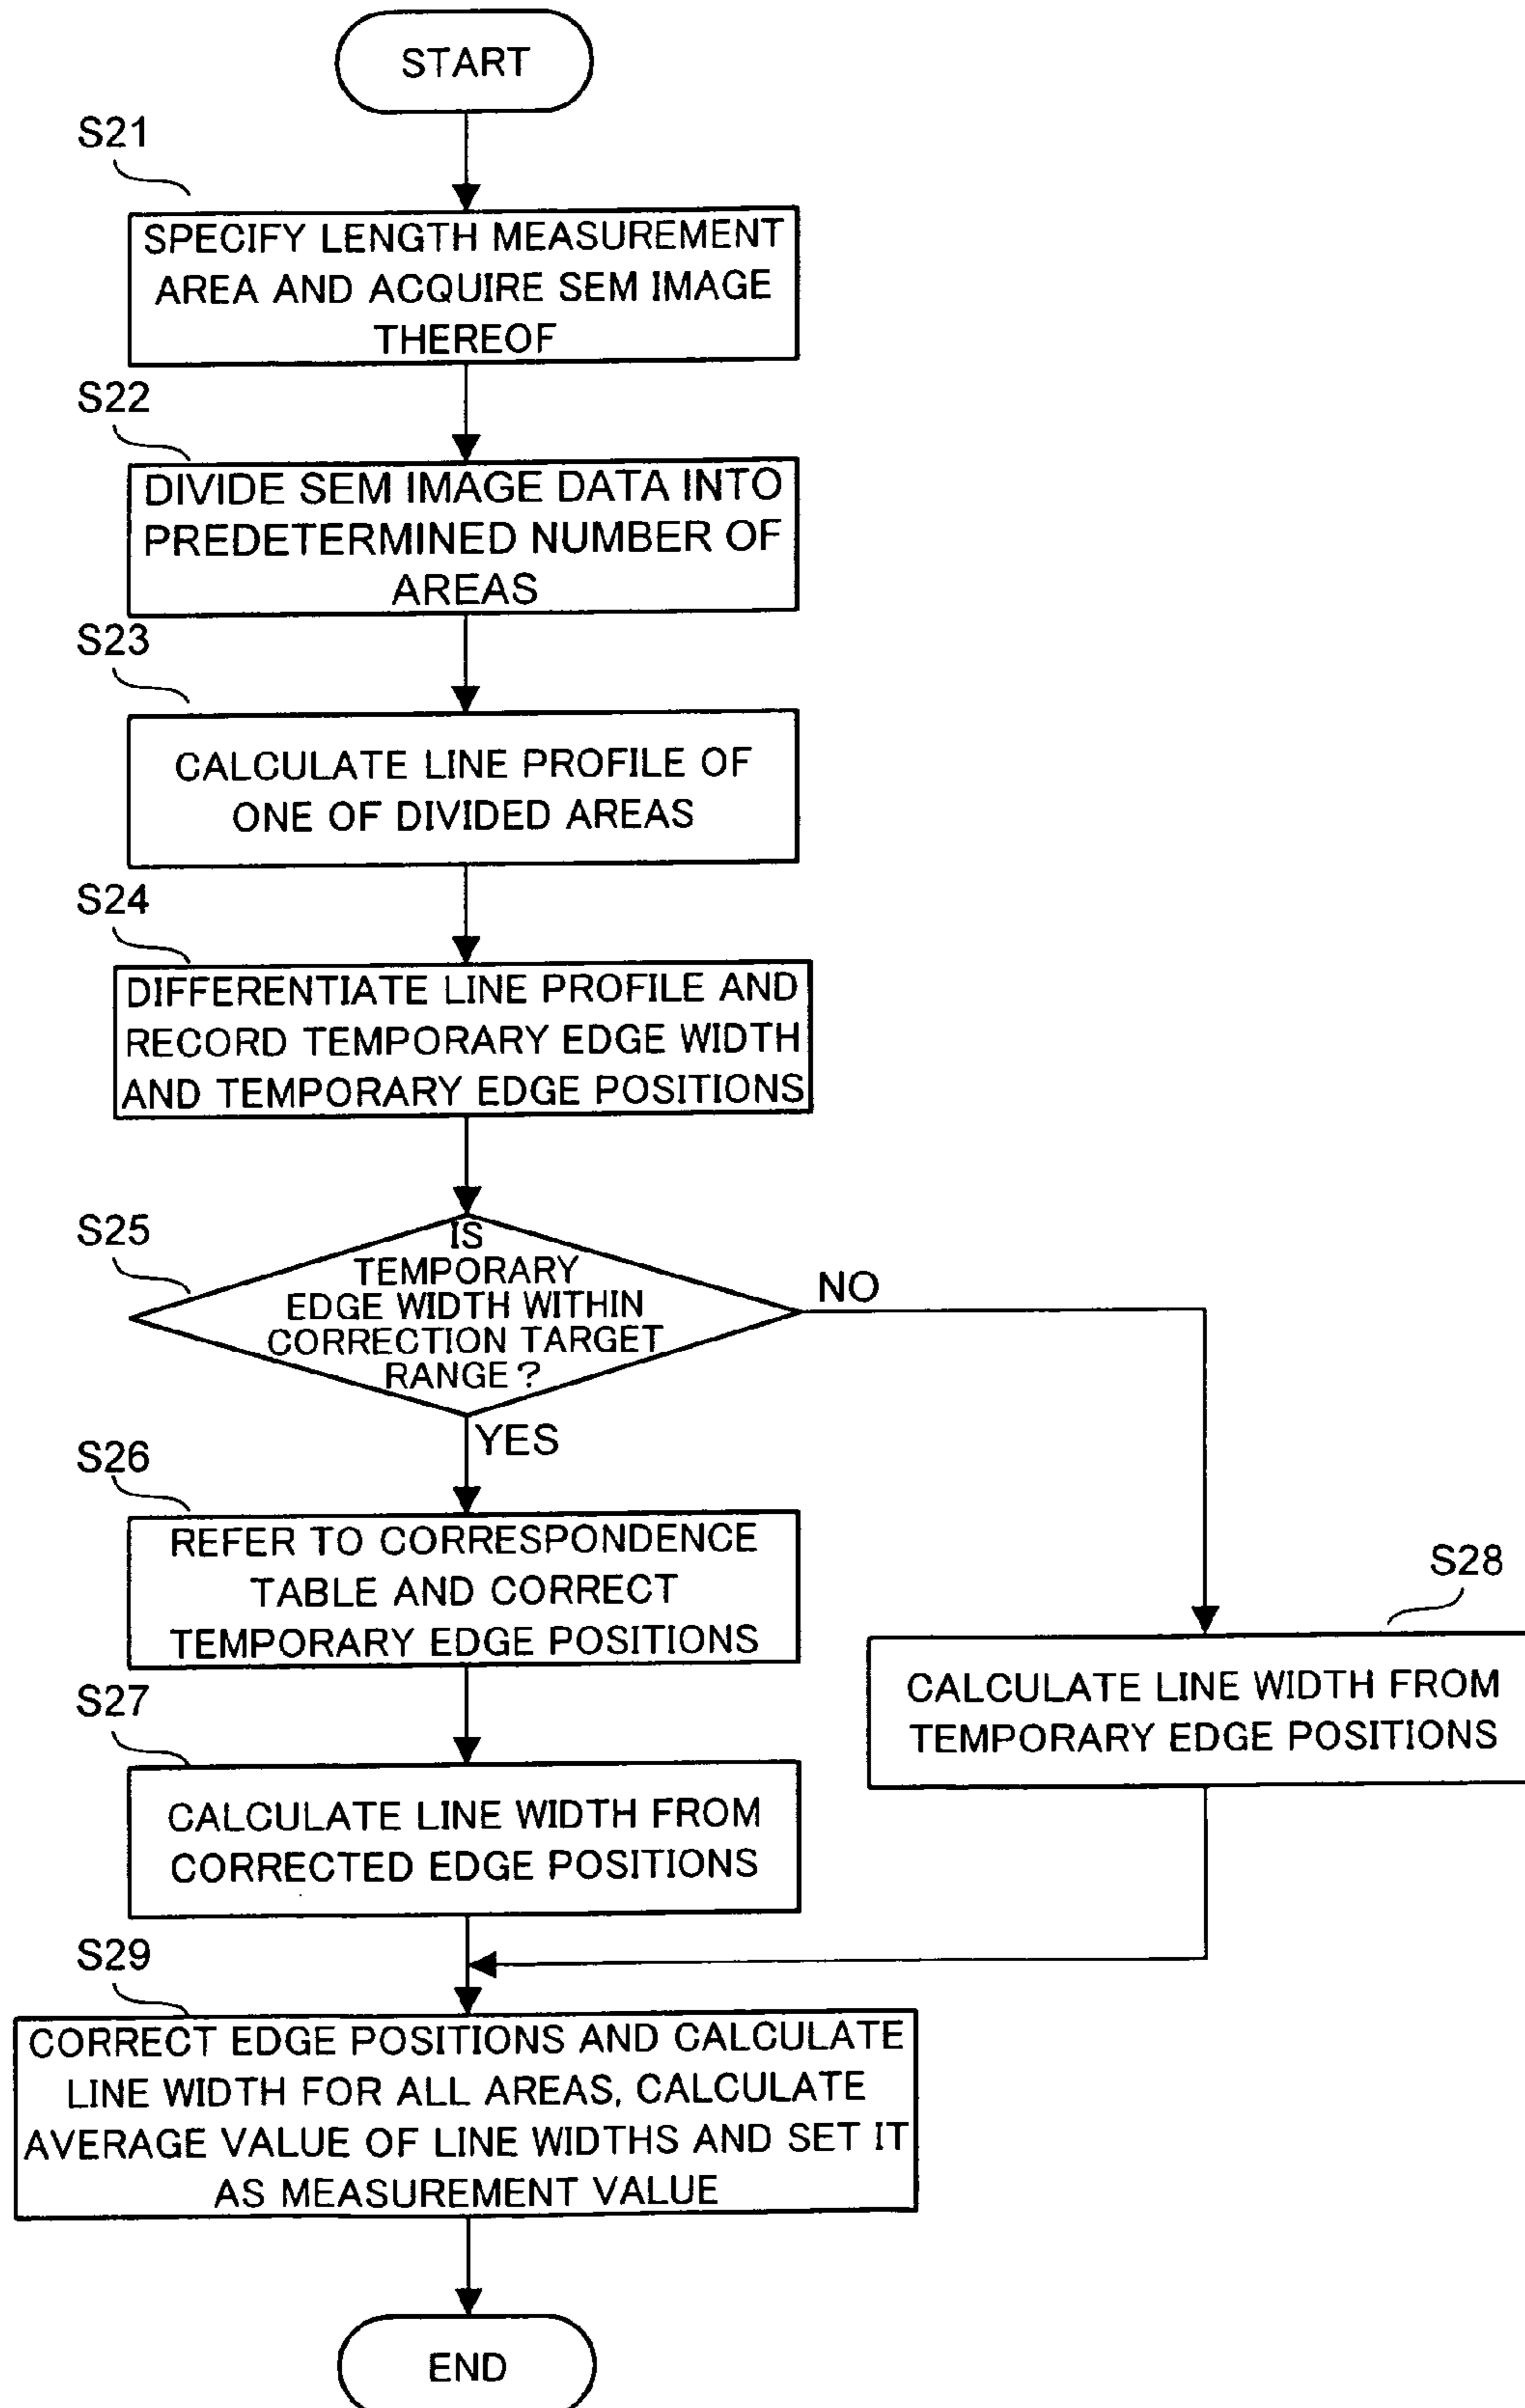 START
S21
SPECIFY LENGTH MEASUREMENT
AREA AND ACQUIRE SEM IMAGE
THEREOF
S22
DIVIDE SEM IMAGE DATA INTO
PREDETERMINED NUMBER OF
AREAS
S23
CALCULATE LINE PROFILE OF
ONE OF DIVIDED AREAS
S24
DIFFERENTIATE LINE PROFILE AND
RECORD TEMPORARY EDGE WIDTH
AND TEMPORARY EDGE POSITIONS
S25
IS
TEMPORARY
EDGE WIDTH WITHIN
CORRECTION TARGET
RANGE?
NO
YES
S26
REFER TO CORRESPONDENCE
TABLE AND CORRECT
TEMPORARY EDGE POSITIONS
S28
CALCULATE LINE WIDTH FROM
TEMPORARY EDGE POSITIONS
S27
CALCULATE LINE WIDTH FROM
CORRECTED EDGE POSITIONS
S29
CORRECT EDGE POSITIONS AND CALCULATE
LINE WIDTH FOR ALL AREAS, CALCULATE
AVERAGE VALUE OF LINE WIDTHS AND SET IT
AS MEASUREMENT VALUE
END